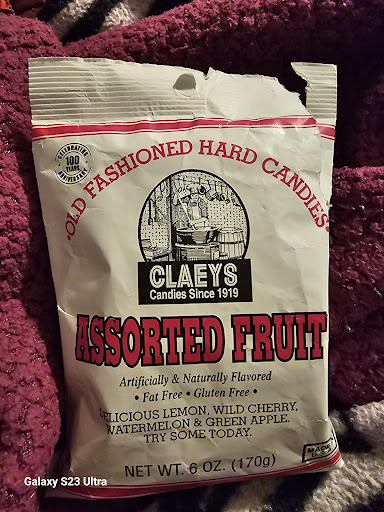 CELEBRATING
100
YEARS
ANNIVERSARY
•OLD FASHIONED HARD CANDIES•
CLAEYS
Candies Since 1919
ASSORTED FRUIT
Artificially & Naturally Flavored
• Fat Free • Gluten Free •
DELICIOUS LEMON, WILD CHERRY,
WATERMELON & GREEN APPLE.
TRY SOME TODAY.
NET WT. 6 OZ. (170g)
MADE
Galaxy S23 Ultra